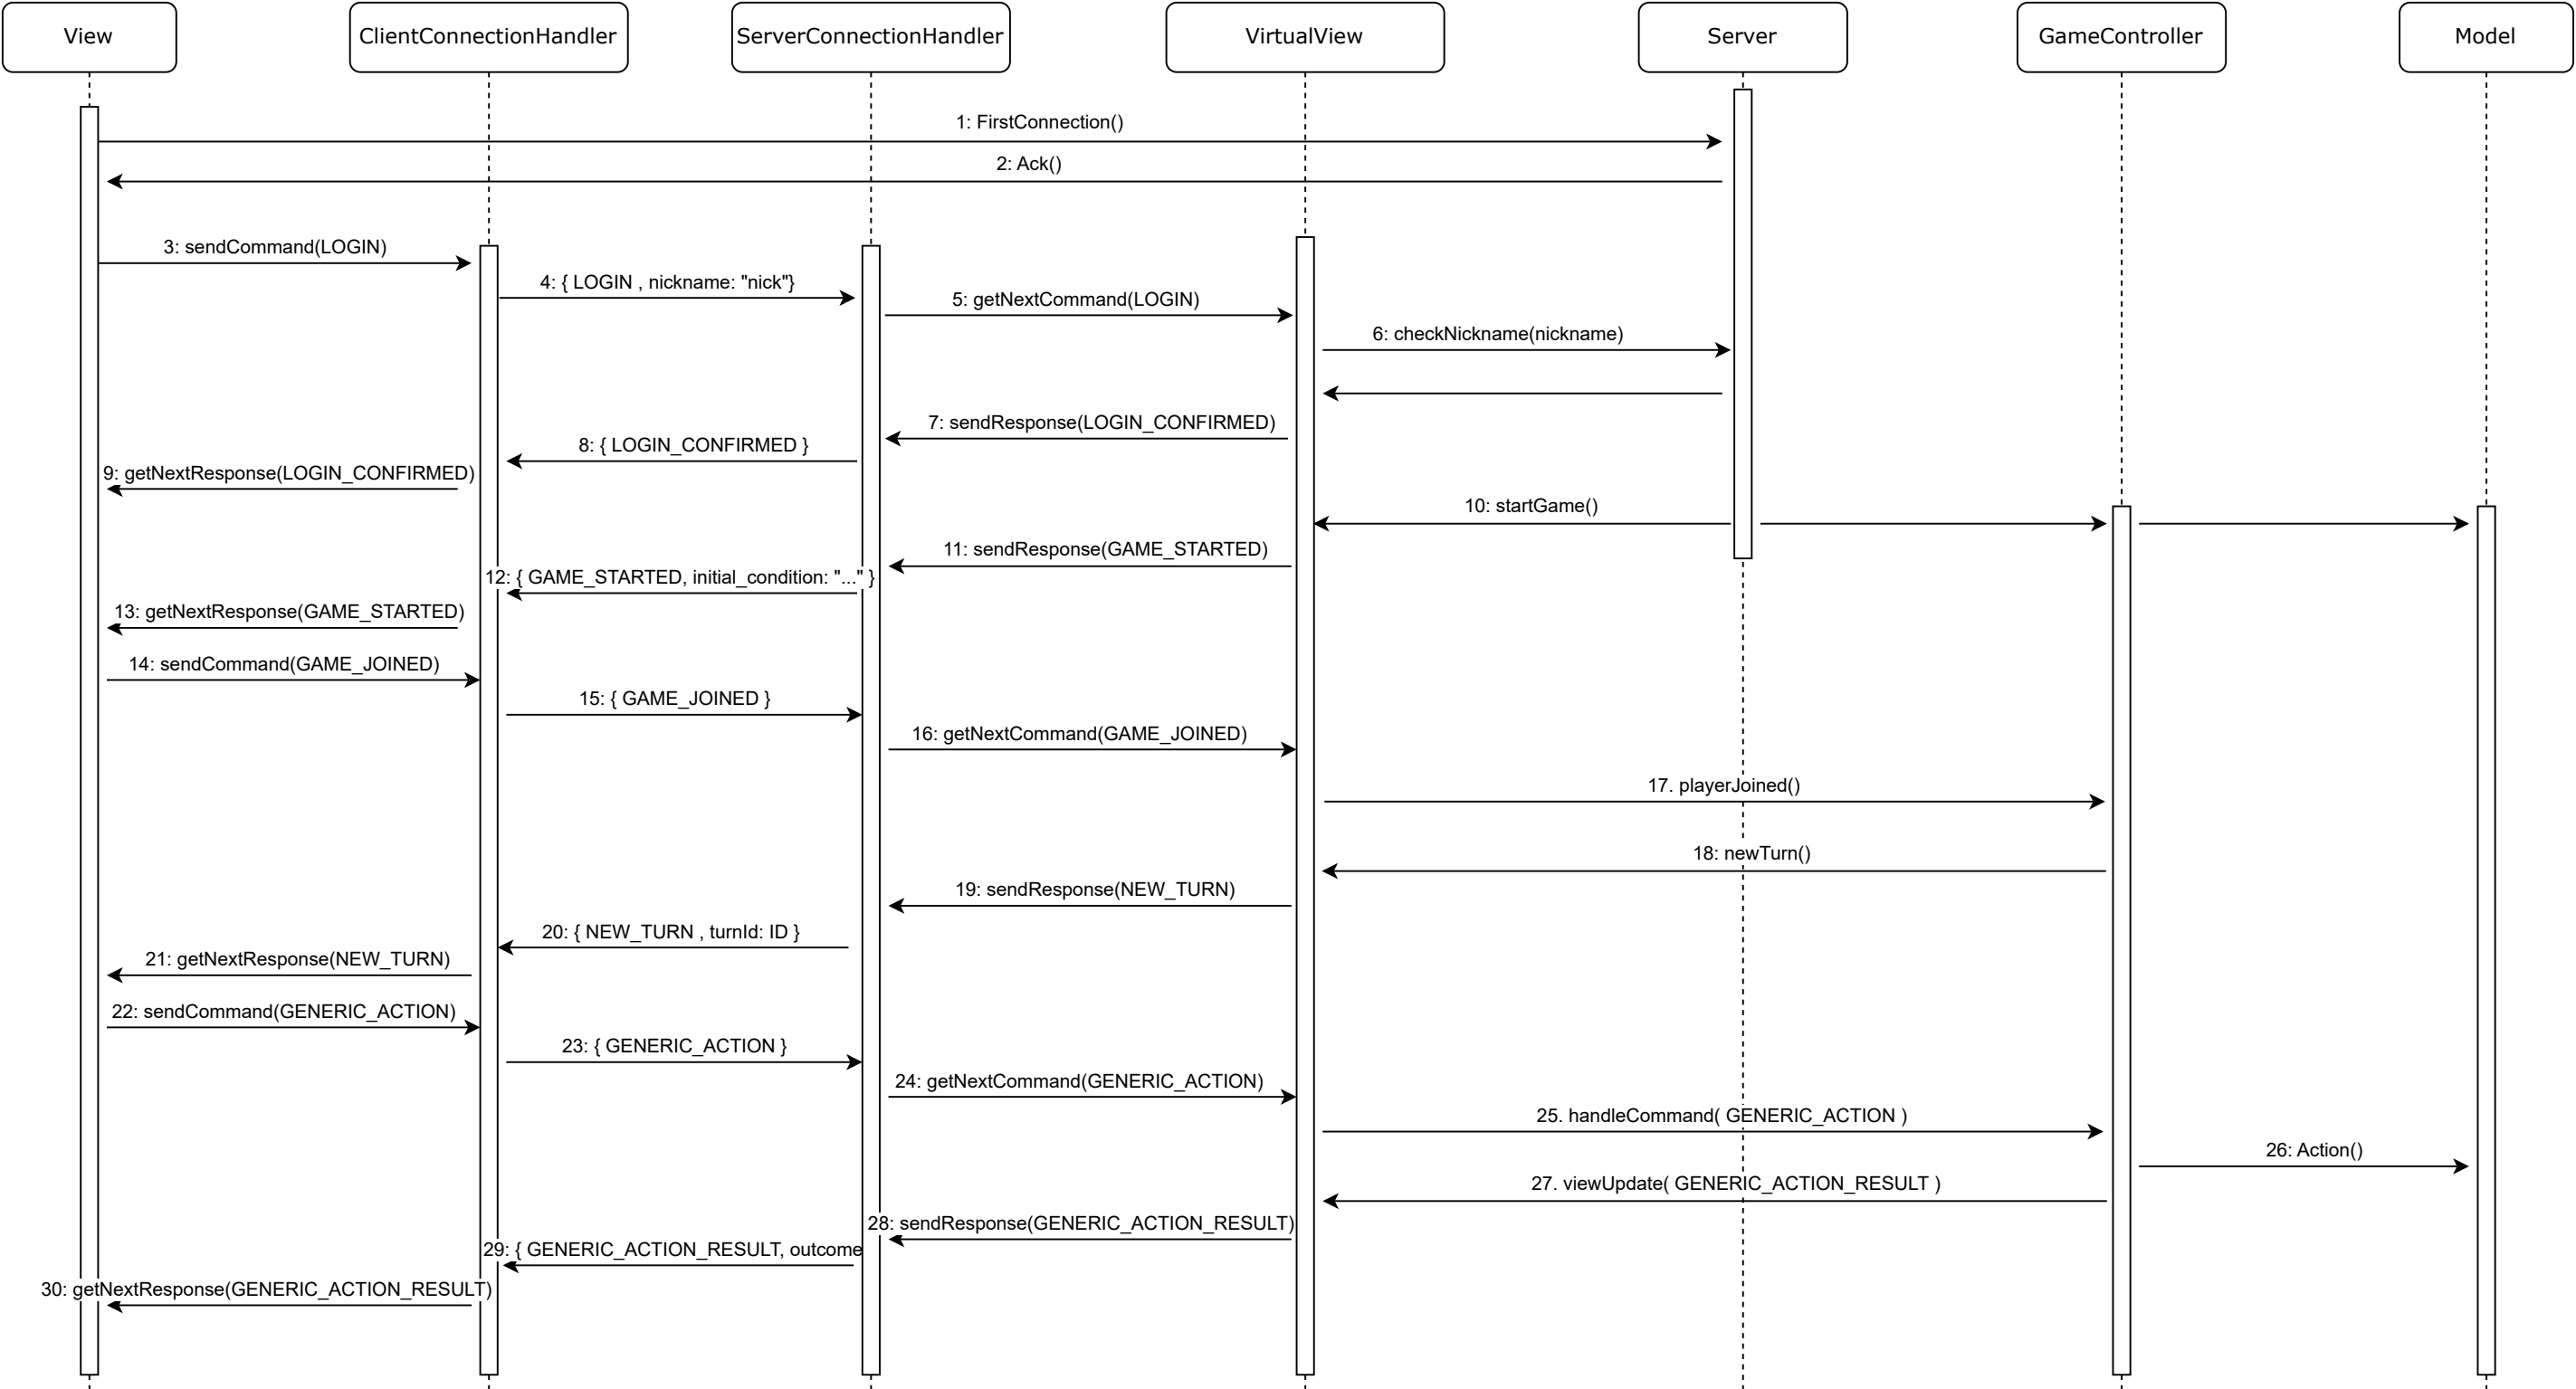 View
ClientConnectionHandler
ServerConnectionHandler
VirtualView
Server
GameController
Model
1: FirstConnection()
2: Ack()
3: sendCommand(LOGIN)
4: { LOGIN , nickname: "nick"}
5: getNextCommand(LOGIN)
6: checkNickname(nickname)
7: sendResponse(LOGIN_CONFIRMED)
8: { LOGIN_CONFIRMED }
9: getNextResponse(LOGIN_CONFIRMED)
10: startGame()
11: sendResponse(GAME_STARTED)
12: { GAME_STARTED, initial_condition: "..." }
13: getNextResponse(GAME_STARTED)
14: sendCommand(GAME_JOINED)
15: { GAME_JOINED }
16: getNextCommand(GAME_JOINED)
17. playerJoined()
18: newTurn()
19: sendResponse(NEW_TURN)
20: { NEW_TURN , turnId: ID }
21: getNextResponse(NEW_TURN)
22: sendCommand(GENERIC_ACTION)
23: { GENERIC_ACTION }
24: getNextCommand(GENERIC_ACTION)
25. handleCommand( GENERIC_ACTION )
26: Action()
27. viewUpdate( GENERIC_ACTION_RESULT )
28: sendResponse(GENERIC_ACTION_RESULT)
29: { GENERIC_ACTION_RESULT, outcome
30: getNextResponse(GENERIC_ACTION_RESULT)